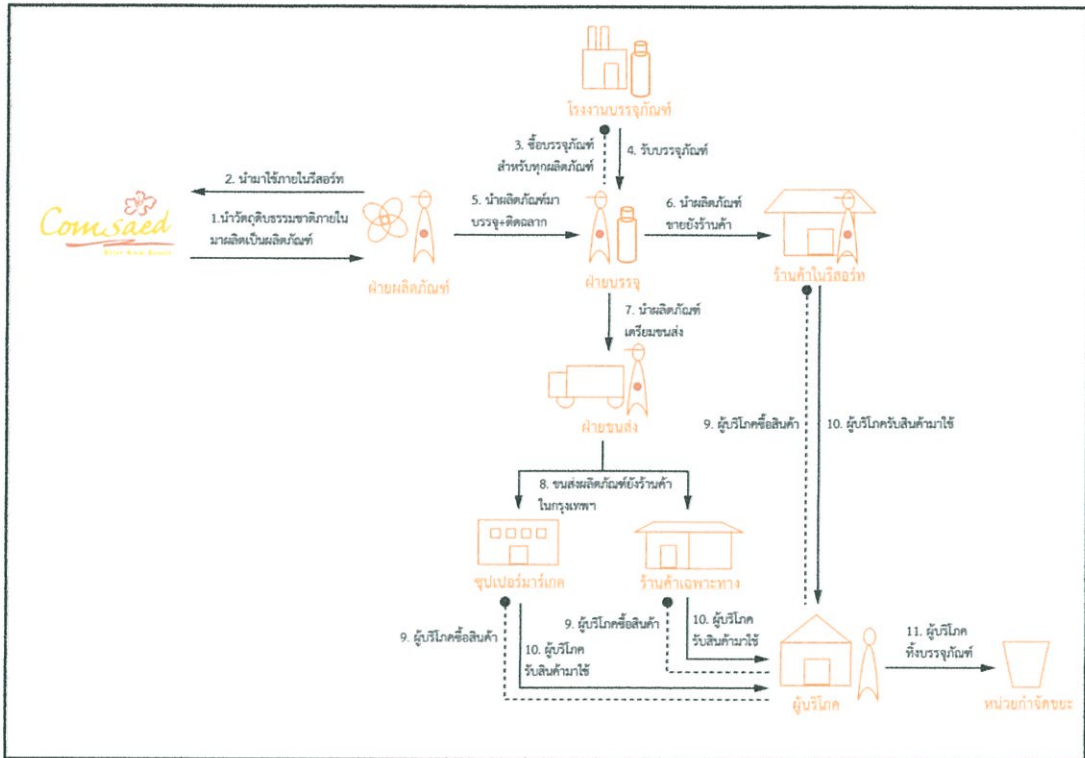 โรงงานบรรจุภัณฑ์
3. ซื้อบรรจุภัณฑ์
สำหรับทุกผลิตภัณฑ์
4. รับบรรจุภัณฑ์
2. นำมาใช้ภายในรีสอร์ท
Comsaed
River Kwai Resort
1.นำวัตถุดิบธรรมชาติภายใน
มาผลิตเป็นผลิตภัณฑ์
5. นำผลิตภัณฑ์มา
บรรจุ+ติดฉลาก
6. นำผลิตภัณฑ์
ขายยังร้านค้า
ฝ่ายผลิตภัณฑ์
ฝ่ายบรรจุ
ร้านค้าในรีสอร์ท
7. นำผลิตภัณฑ์
เตรียมขนส่ง
ฝ่ายขนส่ง
9. ผู้บริโภคซื้อสินค้า
10. ผู้บริโภครับสินค้ามาใช้
8. ขนส่งผลิตภัณฑ์ยังร้านค้า
ในกรุงเทพฯ
ซุปเปอร์มาร์เกต
ร้านค้าเฉพาะทาง
9. ผู้บริโภคซื้อสินค้า
10. ผู้บริโภค
รับสินค้ามาใช้
9. ผู้บริโภคซื้อสินค้า
10. ผู้บริโภค
รับสินค้ามาใช้
11. ผู้บริโภค
ทิ้งบรรจุภัณฑ์
ผู้บริโภค
หน่วยกำจัดขยะ